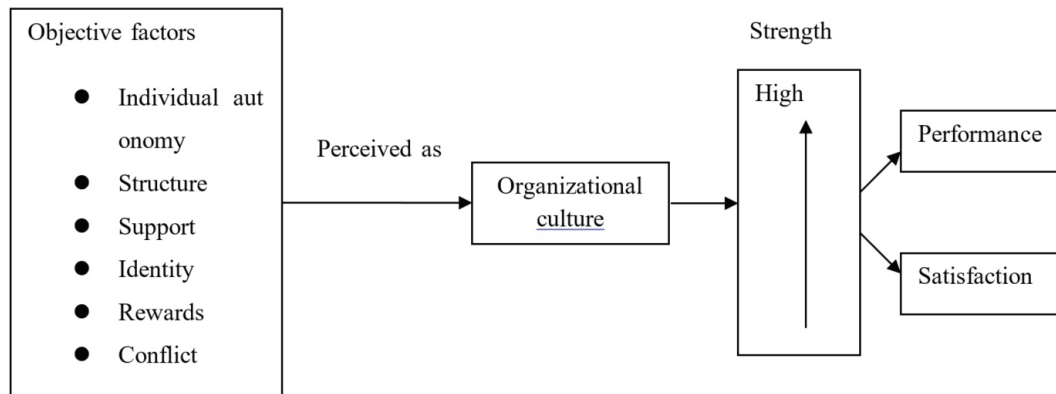 Objective factors
● Individual aut
onomy
● Structure
● Support
● Identity
● Rewards
● Conflict
Perceived as
Organizational
culture
Strength
High
Performance
Satisfaction